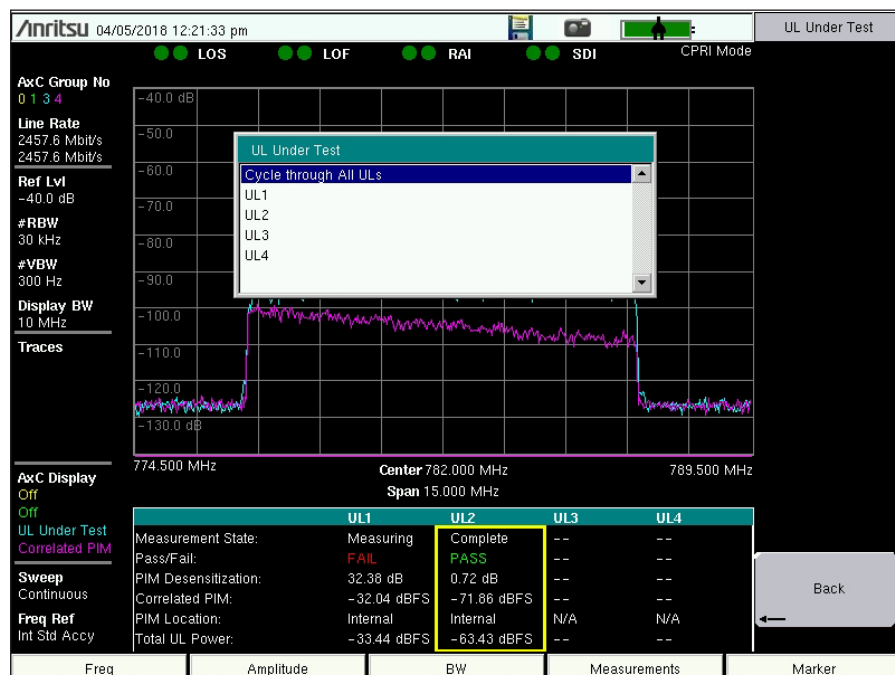 Anritsu 04/05/2018 12:21:33 pm
UL Under Test
LOS LOF RAI SDI CPRI Mode
AxC Group No
0 1 3 4
Line Rate
2457.6 Mbit/s
2457.6 Mbit/s
Ref Lvl
-40.0 dB
#RBW
30 kHz
#VBW
300 Hz
Display BW
10 MHz
Traces
-40.0 dB
-50.0
-60.0
-70.0
-80.0
-90.0
-100.0
-110.0
-120.0
-130.0 dB
UL Under Test
Cycle through All ULs
UL1
UL2
UL3
UL4
774.500 MHz Center 782.000 MHz 789.500 MHz
Span 15.000 MHz
AxC Display
Off
Off
UL Under Test
Correlated PIM
Sweep
Continuous
Freq Ref
Int Std Accy
UL1 UL2 UL3 UL4
Measurement State: Measuring Complete -- --
Pass/Fail: FAIL PASS -- --
PIM Desensitization: 32.38 dB 0.72 dB -- --
Correlated PIM: -32.04 dBFS -71.86 dBFS -- --
PIM Location: Internal Internal N/A N/A
Total UL Power: -33.44 dBFS -63.43 dBFS -- --
Back
Freq Amplitude BW Measurements Marker